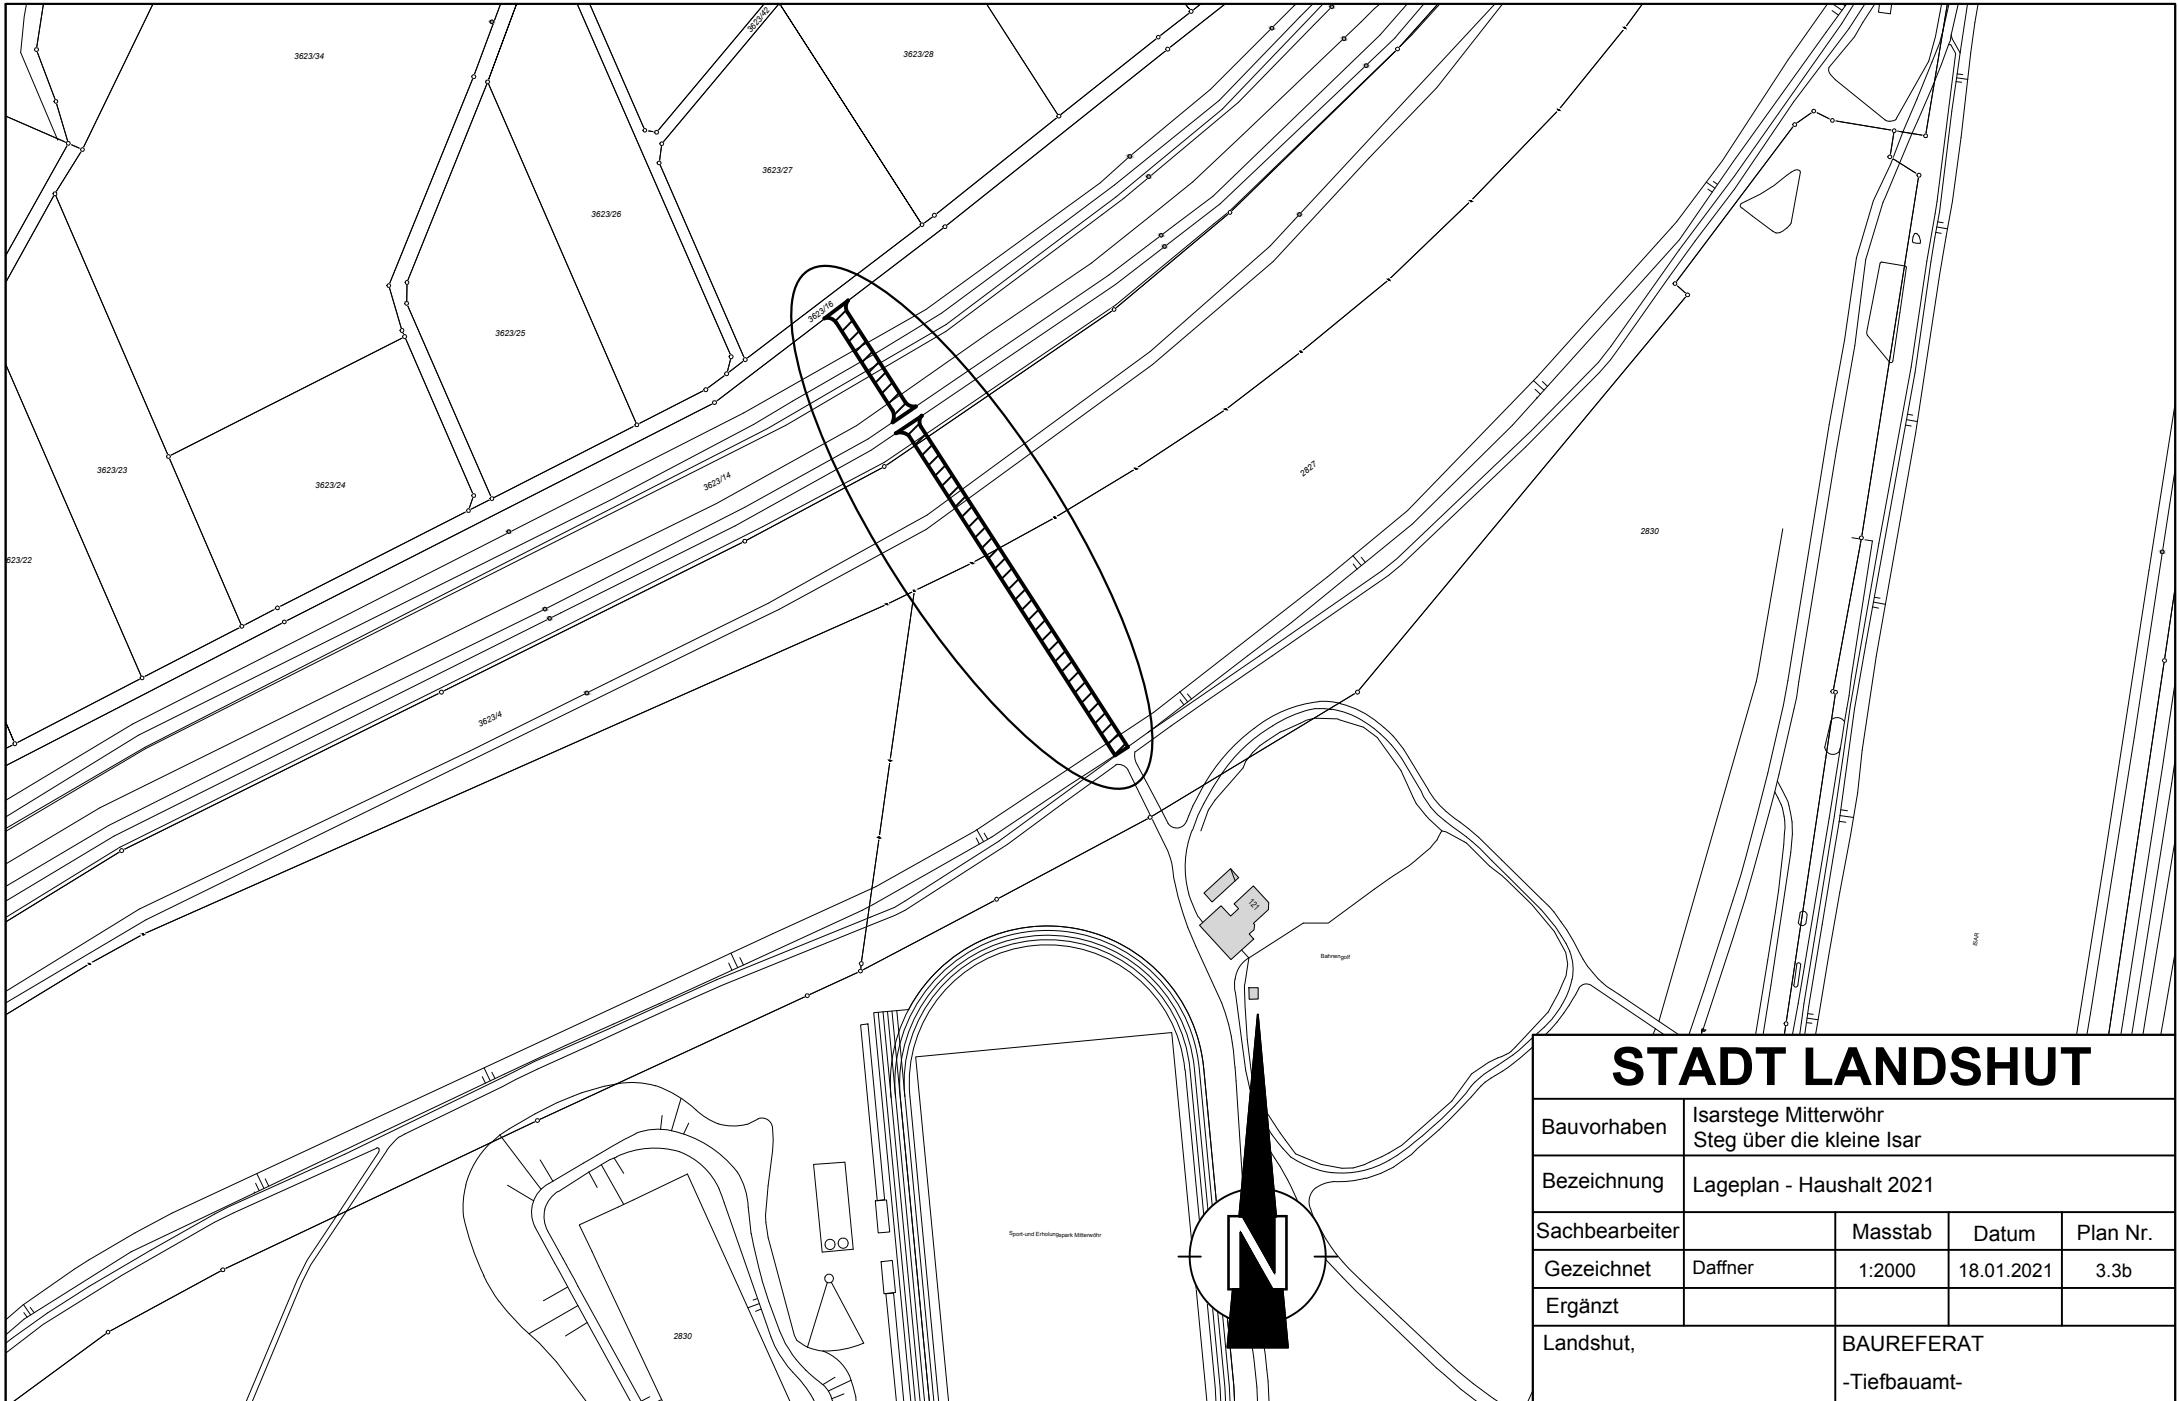 3623/34
3623/42
3623/28
3623/27
3623/26
3623/16
3623/25
3623/23
3623/24
3623/14
2827
2830
623/22
3623/4
121
Bahnengolf
ISAR
Sport-und Erholungspark Mitterwöhr
2830
N
STADT LANDSHUT
Bauvorhaben
Isarstege Mitterwöhr
Steg über die kleine Isar
Bezeichnung
Lageplan - Haushalt 2021
Sachbearbeiter Masstab Datum Plan Nr.
Gezeichnet Daffner 1:2000 18.01.2021 3.3b
Ergänzt
Landshut, BAUREFERAT
-Tiefbauamt-